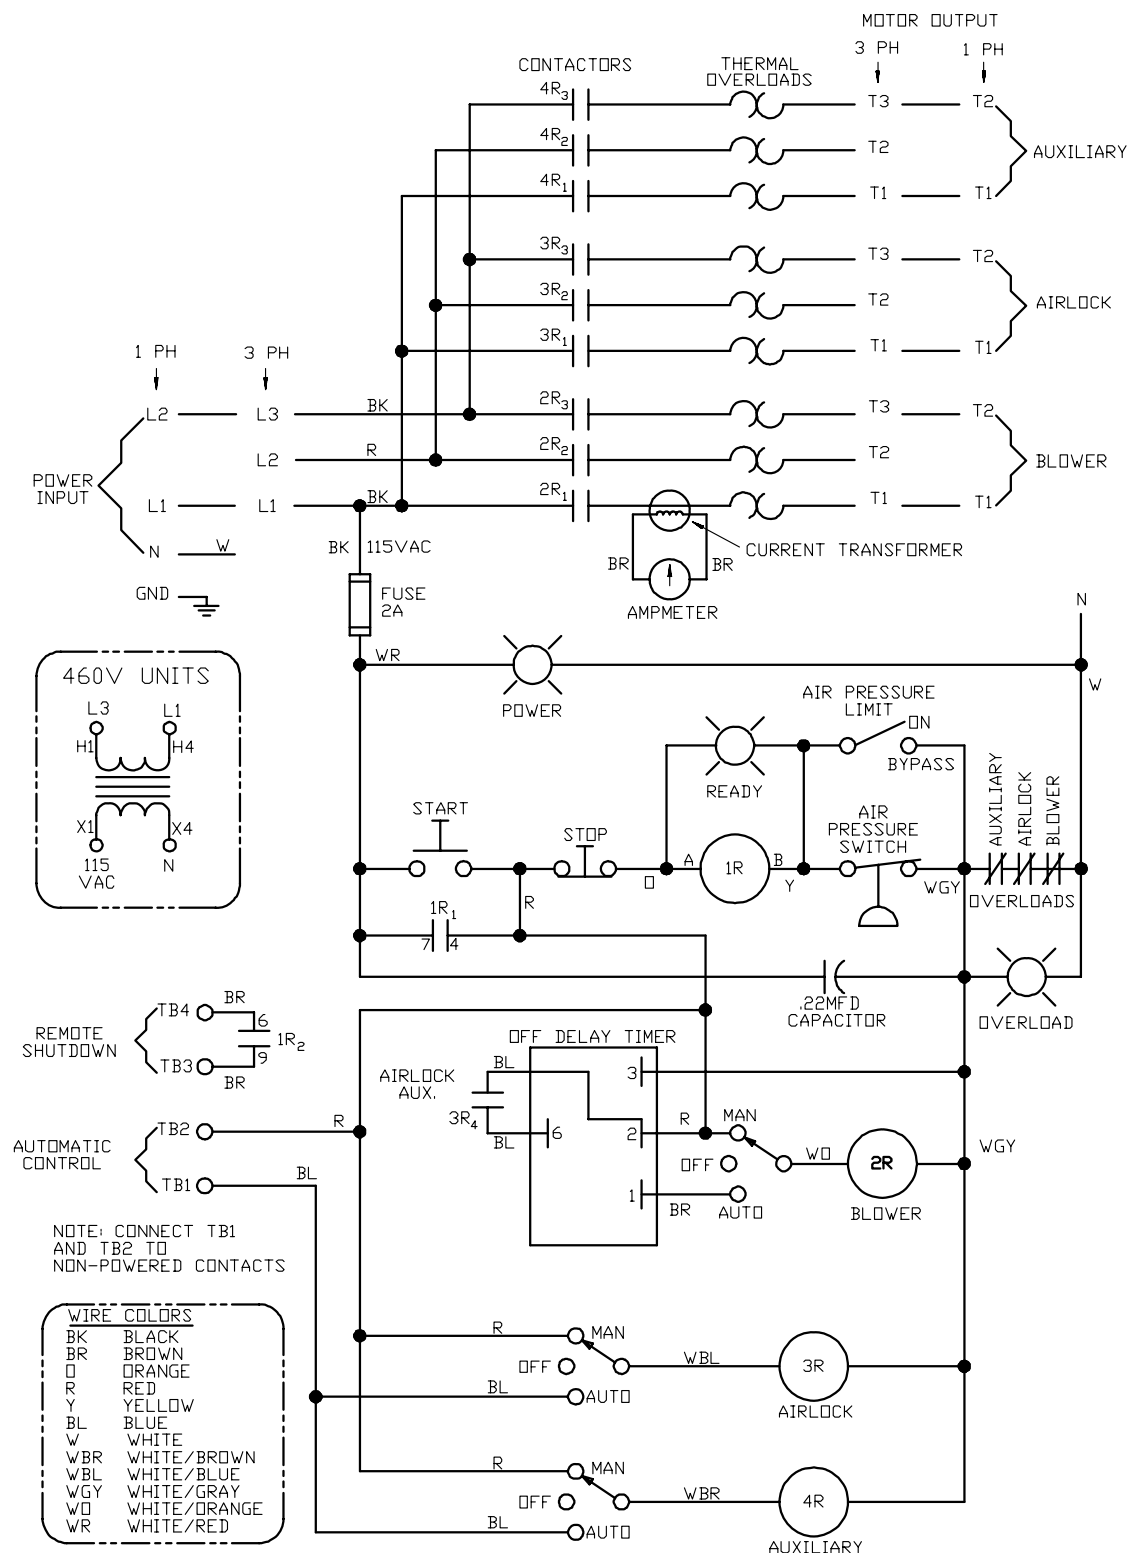 MOTOR OUTPUT
3 PH
1 PH
CONTACTORS
THERMAL
OVERLOADS
4R3
T3
T2
4R2
T2
AUXILIARY
4R1
T1
T1
3R3
T3
T2
3R2
T2
AIRLOCK
3R1
T1
T1
1 PH
3 PH
L2
L3
BK
2R3
T3
T2
L2
R
2R2
T2
BLOWER
POWER
INPUT
L1
L1
BK
2R1
T1
T1
N
W
BK
115VAC
CURRENT TRANSFORMER
BR
BR
GND
FUSE
2A
AMPMETER
N
WR
W
POWER
460V UNITS
L3
L1
H1
H4
X1
X4
115
VAC
N
AIR PRESSURE
LIMIT
ON
BYPASS
READY
START
STOP
AIR
PRESSURE
SWITCH
AUXILIARY
AIRLOCK
BLOWER
A
1R
B
O
Y
WGY
OVERLOADS
R
1R1
7
4
.22MFD
CAPACITOR
OVERLOAD
REMOTE
SHUTDOWN
TB4
BR
6
1R2
9
TB3
BR
OFF DELAY TIMER
AIRLOCK
AUX.
BL
3
3R4
BL
6
2
R
MAN
OFF
WO
2R
WGY
1
BR
AUTO
BLOWER
AUTOMATIC
CONTROL
TB2
R
TB1
BL
NOTE: CONNECT TB1
AND TB2 TO
NON-POWERED CONTACTS
WIRE COLORS
BK BLACK
BR BROWN
O ORANGE
R RED
Y YELLOW
BL BLUE
W WHITE
WBR WHITE/BROWN
WBL WHITE/BLUE
WGY WHITE/GRAY
WO WHITE/ORANGE
WR WHITE/RED
R
MAN
OFF
WBL
3R
BL
AUTO
AIRLOCK
R
MAN
OFF
WBR
4R
BL
AUTO
AUXILIARY